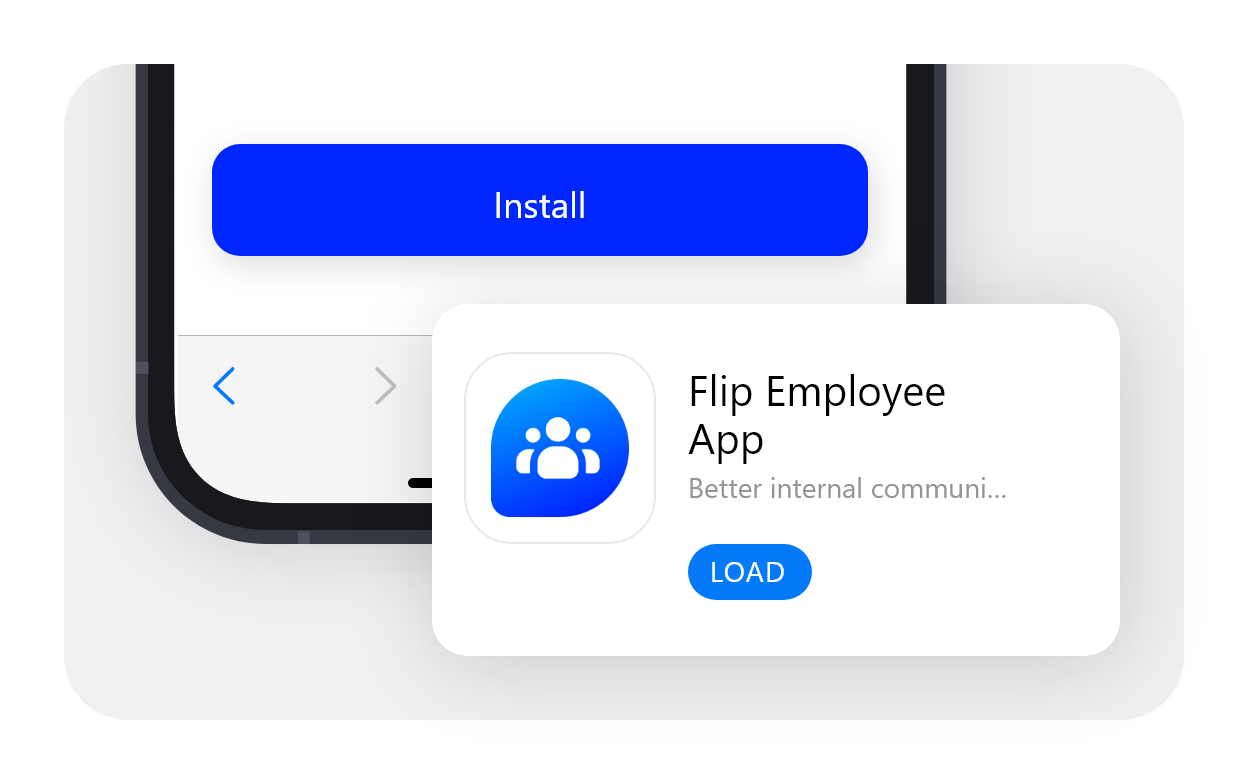 Install
Flip Employee
App
Better internal communi...
LOAD